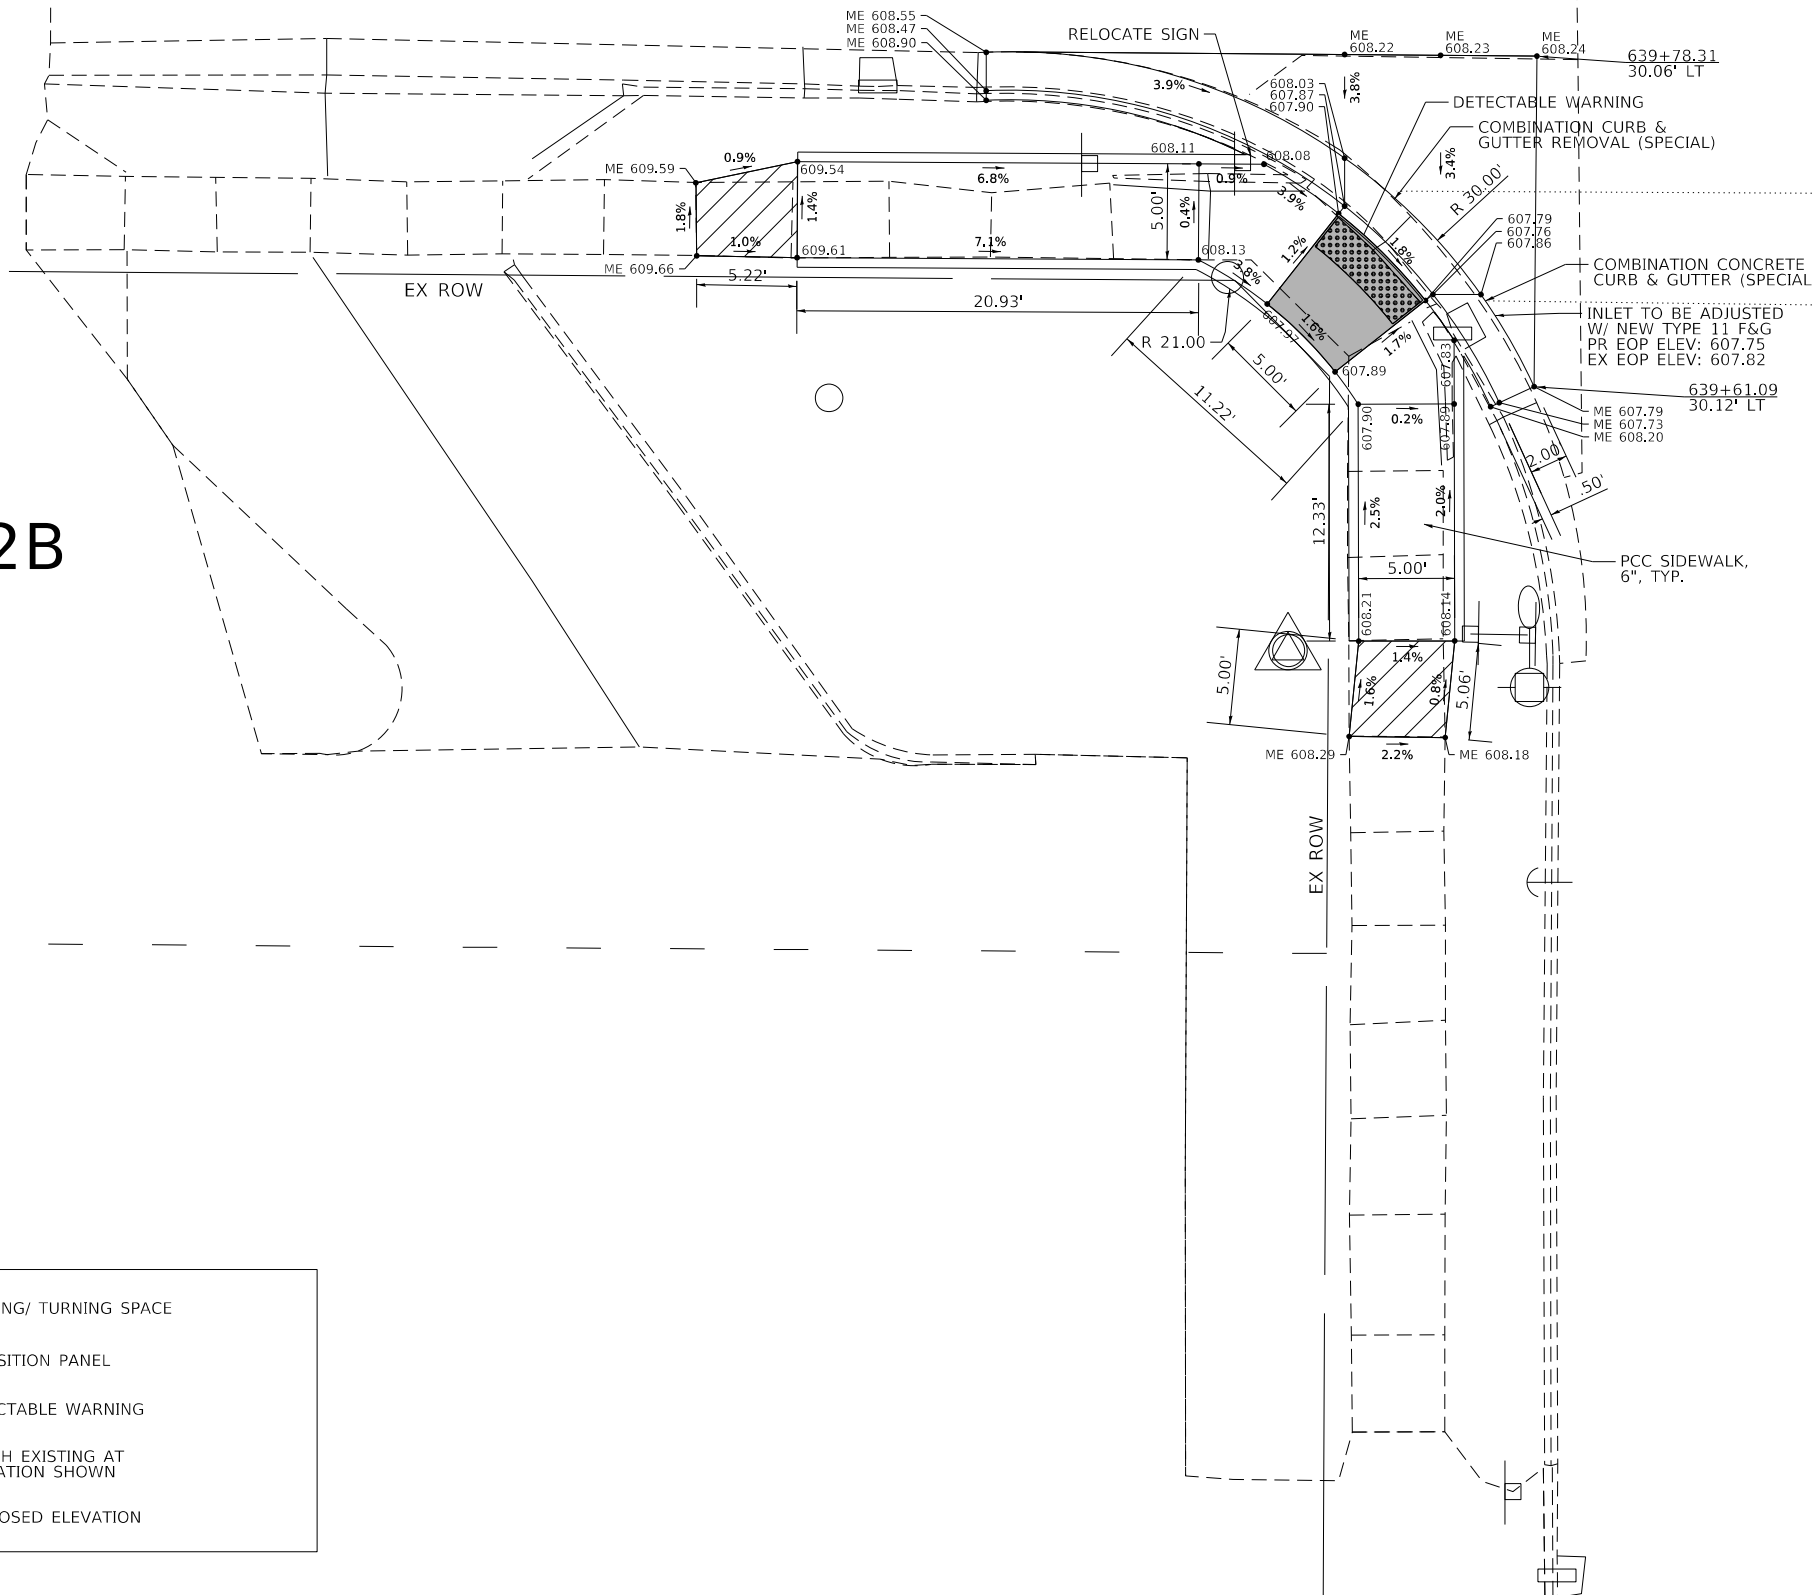 ME 608.55
ME 608.47
ME 608.90
RELOCATE SIGN
ME
608.22
ME
608.23
ME
608.24
639+78.31
30.06' LT
3.9%
608.03
607.87
607.90
3.8%
DETECTABLE WARNING
COMBINATION CURB &
GUTTER REMOVAL (SPECIAL)
3.4%
R 30.00'
ME 609.59
0.9%
609.54
608.11
608.08
6.8%
0.9%
3.9%
1.8%
1.4%
5.00'
0.4%
1.2%
1.8%
607.79
607.76
607.86
1.0%
609.61
7.1%
608.13
3.8%
ME 609.66
5.22'
EX ROW
20.93'
COMBINATION CONCRETE
CURB & GUTTER (SPECIAL
INLET TO BE ADJUSTED
W/ NEW TYPE 11 F&G
PR EOP ELEV: 607.75
EX EOP ELEV: 607.82
607.97
1.6%
1.7%
R 21.00'
607.89
607.83
5.00'
11.22'
639+61.09
30.12' LT
ME 607.79
ME 607.73
ME 608.20
607.90
0.2%
607.89
2.00
.50'
2B
12.33'
2.5%
2.0%
PCC SIDEWALK,
6", TYP.
5.00'
608.21
608.14
1.4%
5.00'
1.6%
0.8%
5.06'
ME 608.29
2.2%
ME 608.18
EX ROW
NG/ TURNING SPACE
SITION PANEL
CTABLE WARNING
H EXISTING AT
ATION SHOWN
OSED ELEVATION